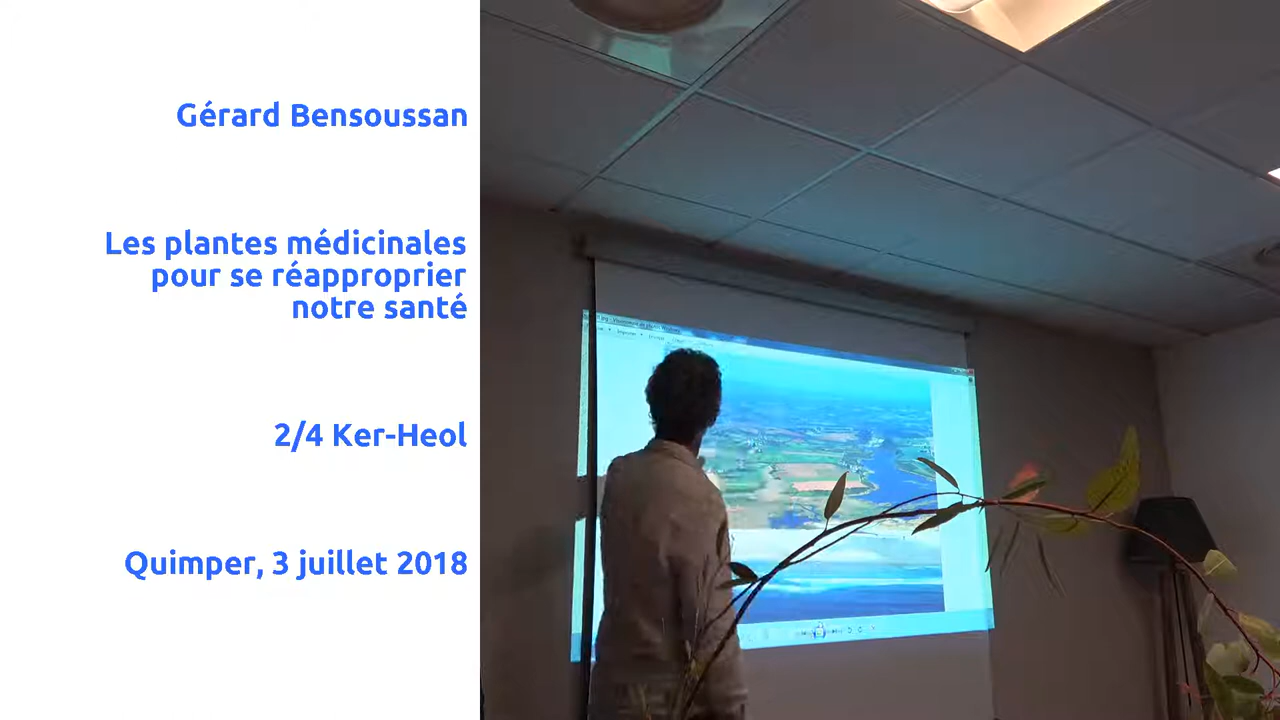 Gérard Bensoussan
Les plantes médicinales
pour se réapproprier
notre santé
2/4 Ker-Heol
Quimper, 3 juillet 2018